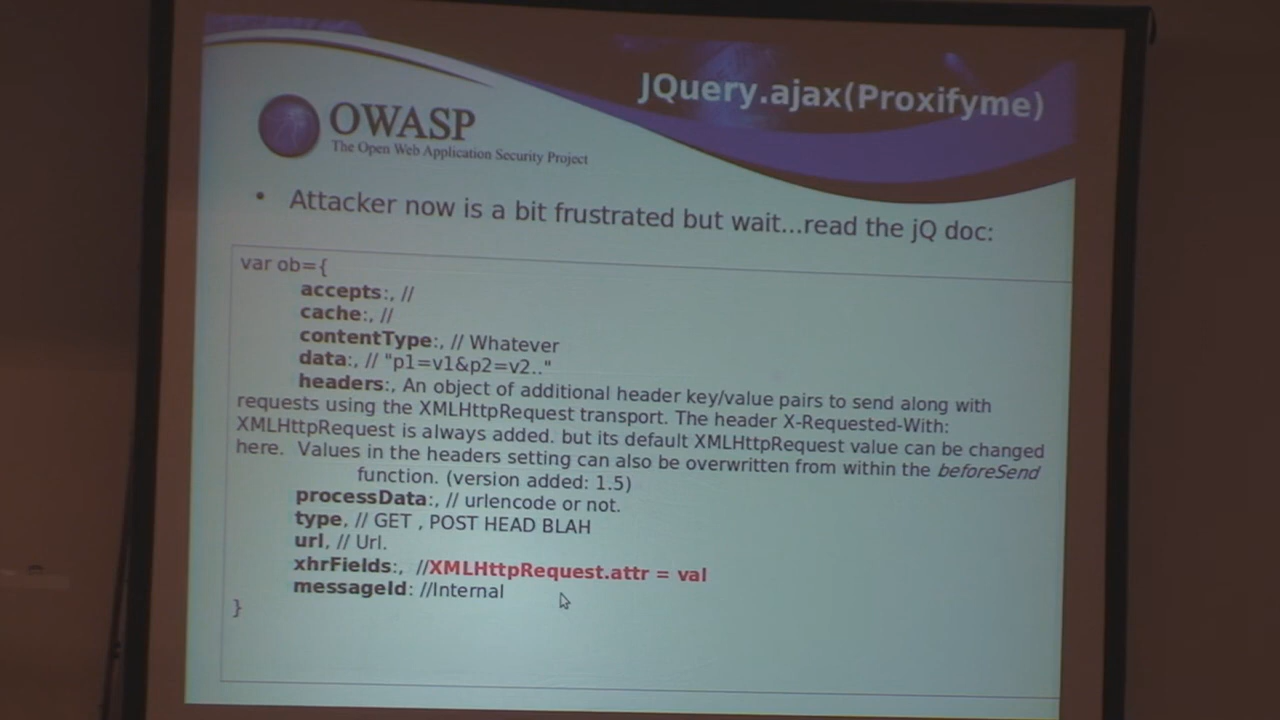 JQuery.ajax(Proxifyme)
OWASP
The Open Web Application Security Project
• Attacker now is a bit frustrated but wait...read the jQ doc:
var ob={
accepts:, //
cache:, //
contentType:, // Whatever
data:, // "p1=v1&p2=v2.."
headers:, An object of additional header key/value pairs to send along with
requests using the XMLHttpRequest transport. The header X-Requested-With:
XMLHttpRequest is always added. but its default XMLHttpRequest value can be changed
here. Values in the headers setting can also be overwritten from within the beforeSend
function. (version added: 1.5)
processData:, // urlencode or not.
type, // GET , POST HEAD BLAH
url, // Url.
xhrFields:, //XMLHttpRequest.attr = val
messageId: //Internal
}